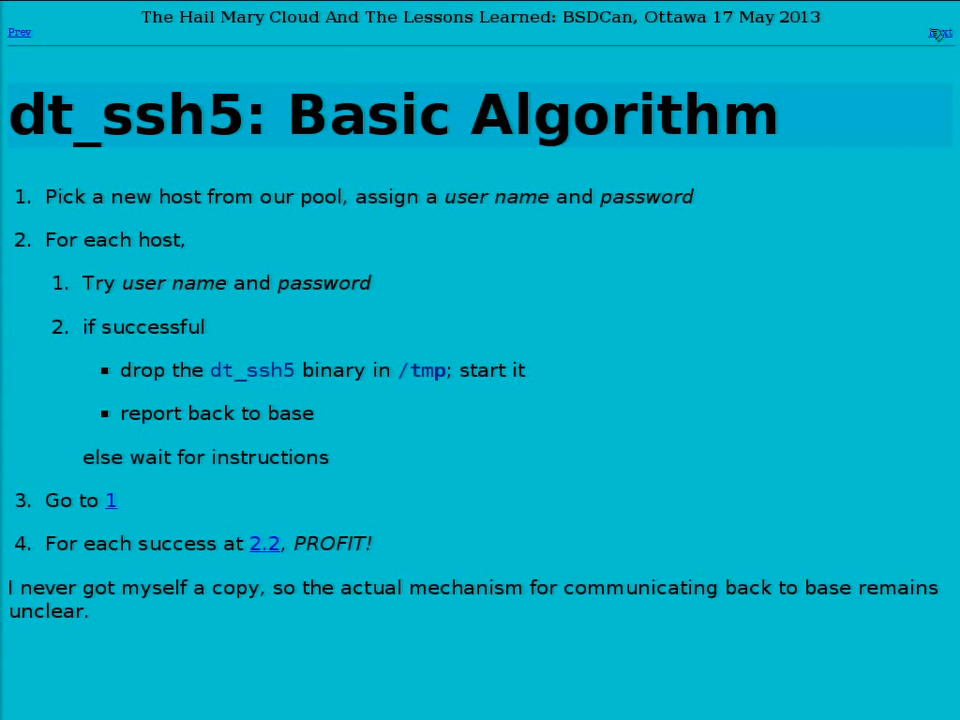 The Hail Mary Cloud And The Lessons Learned: BSDCan, Ottawa 17 May 2013
Prev
Next
dt_ssh5: Basic Algorithm
1. Pick a new host from our pool, assign a user name and password
2. For each host,
1. Try user name and password
2. if successful
▪ drop the dt_ssh5 binary in /tmp; start it
▪ report back to base
else wait for instructions
3. Go to 1
4. For each success at 2.2, PROFIT!
I never got myself a copy, so the actual mechanism for communicating back to base remains
unclear.